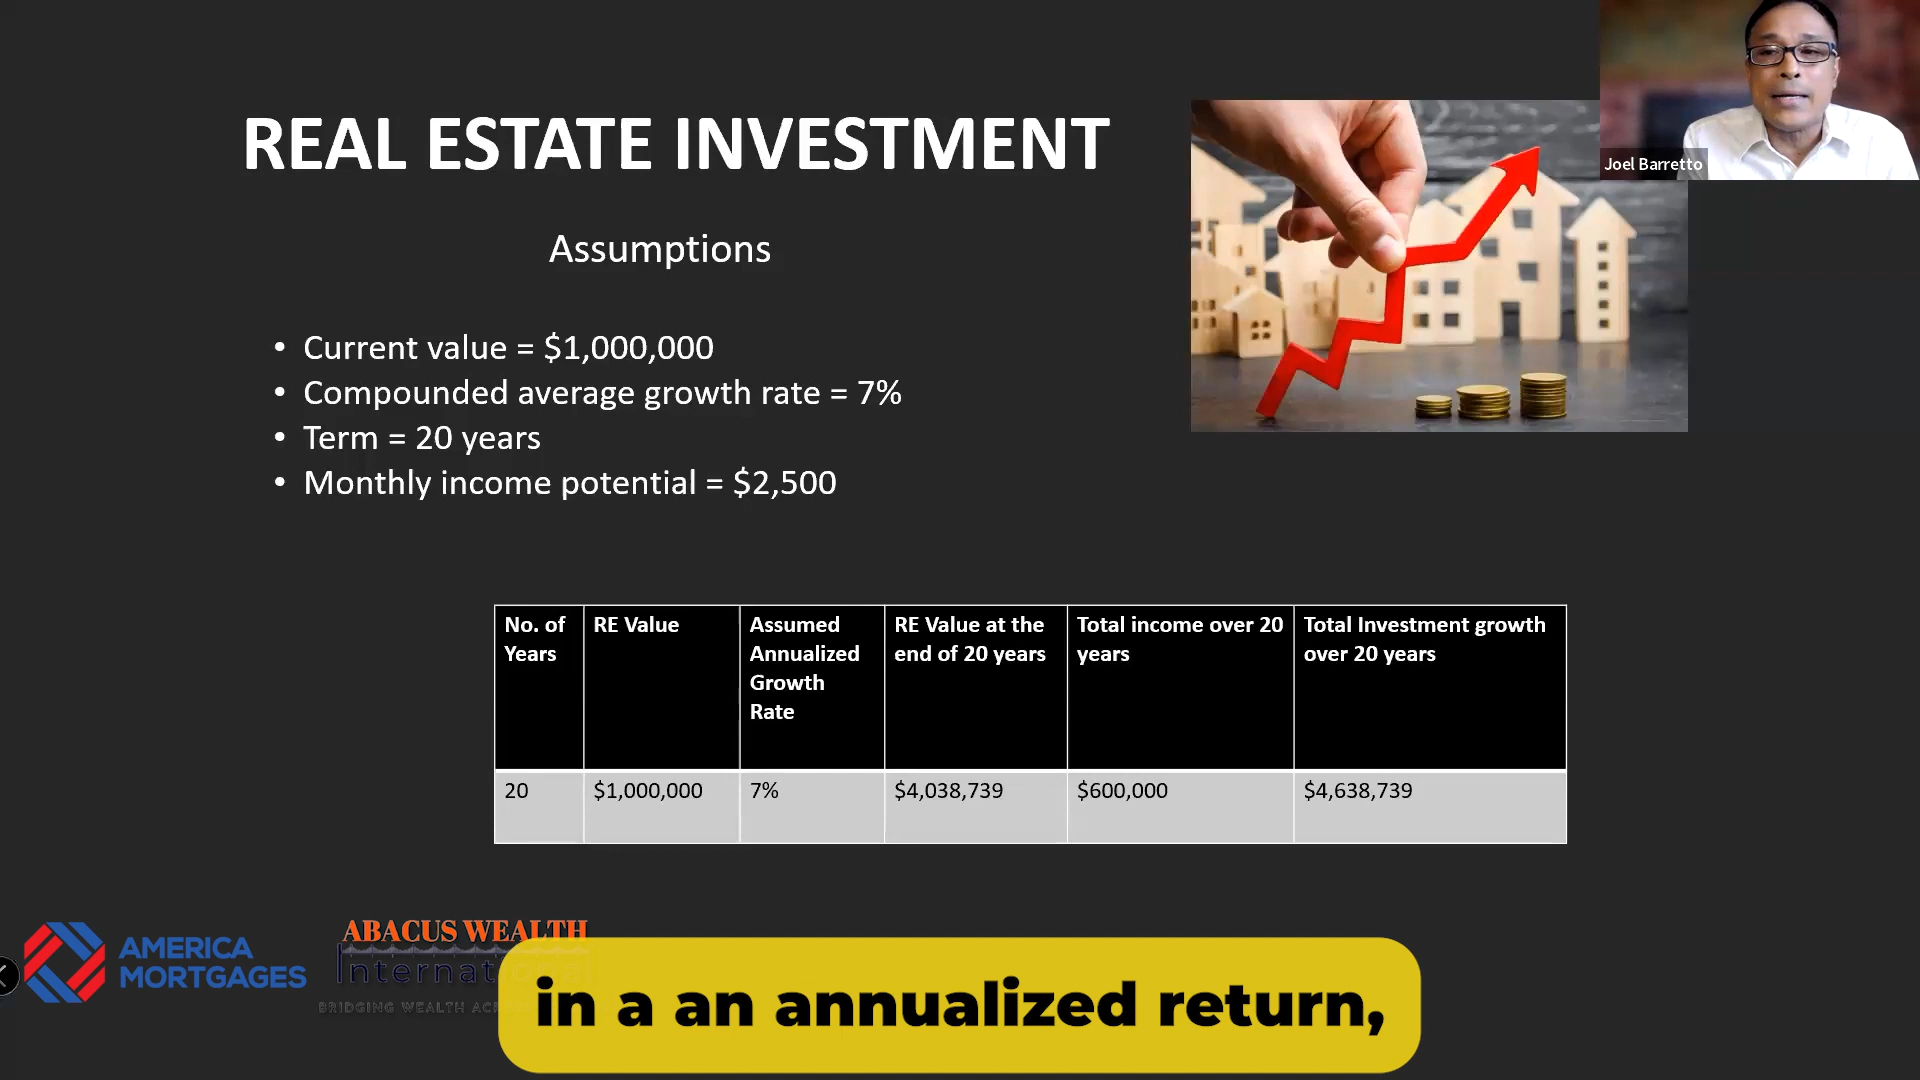 REAL ESTATE INVESTMENT
Joel Barretto
Assumptions
• Current value = $1,000,000
• Compounded average growth rate = 7%
• Term = 20 years
• Monthly income potential = $2,500
No. of Years RE Value Assumed Annualized Growth Rate RE Value at the end of 20 years Total income over 20 years Total Investment growth over 20 years
20 $1,000,000 7% $4,038,739 $600,000 $4,638,739
AMERICA
MORTGAGES
ABACUS WEALTH
Internat
BRIDGING WEALTH
in a an annualized return,